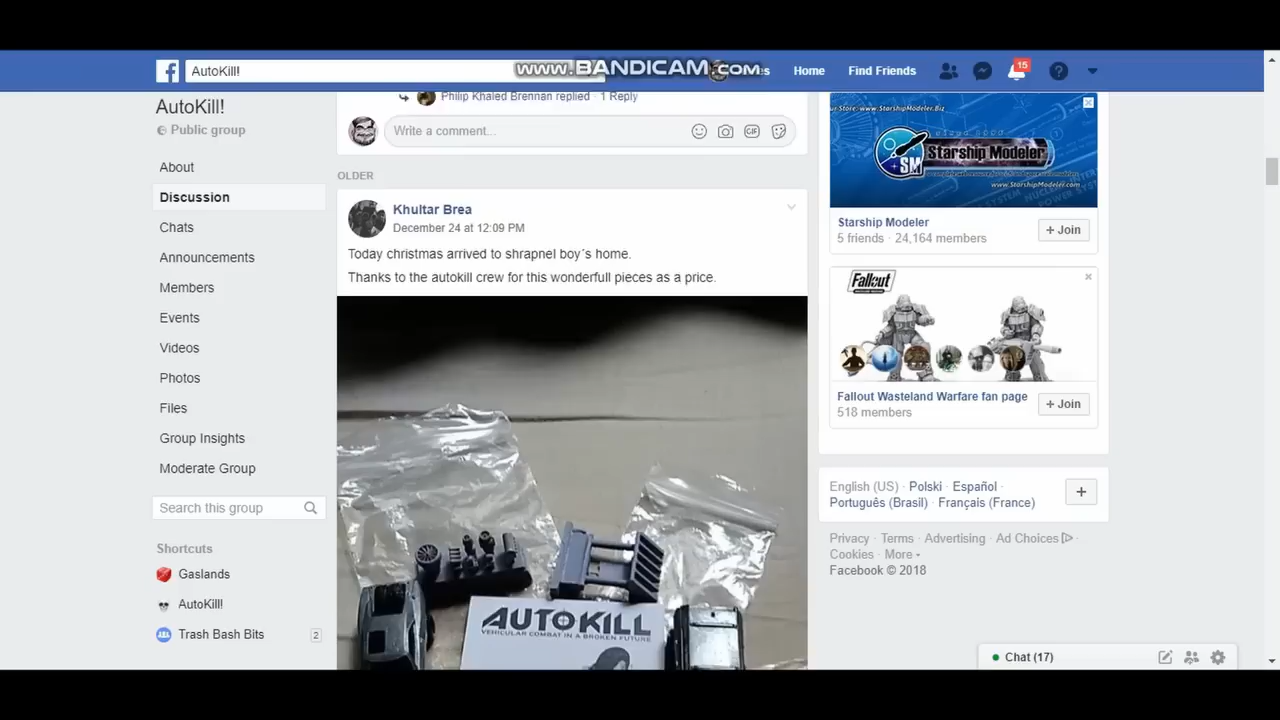 www.BANDICAM.com
AutoKill!
Home
Find Friends
15
AutoKill!
Public group
About
Discussion
Chats
Announcements
Members
Events
Videos
Photos
Files
Group Insights
Moderate Group
Search this group
Shortcuts
Gaslands
AutoKill!
Trash Bash Bits 2
Philip Khaled Brennan replied · 1 Reply
Write a comment...
GIF
OLDER
Khultar Brea
December 24 at 12:09 PM
Today christmas arrived to shrapnel boy´s home.
Thanks to the autokill crew for this wonderfull pieces as a price.
AUTOKILL
VEHICULAR COMBAT IN A BROKEN FUTURE
www.StarshipModeler.Biz
SM Starship Modeler
www.StarshipModeler.com
Starship Modeler
5 friends · 24,164 members
+ Join
Fallout
Fallout Wasteland Warfare fan page
518 members
+ Join
English (US) · Polski · Español ·
Português (Brasil) · Français (France)
+
Privacy · Terms · Advertising · Ad Choices ·
Cookies · More
Facebook © 2018
Chat (17)